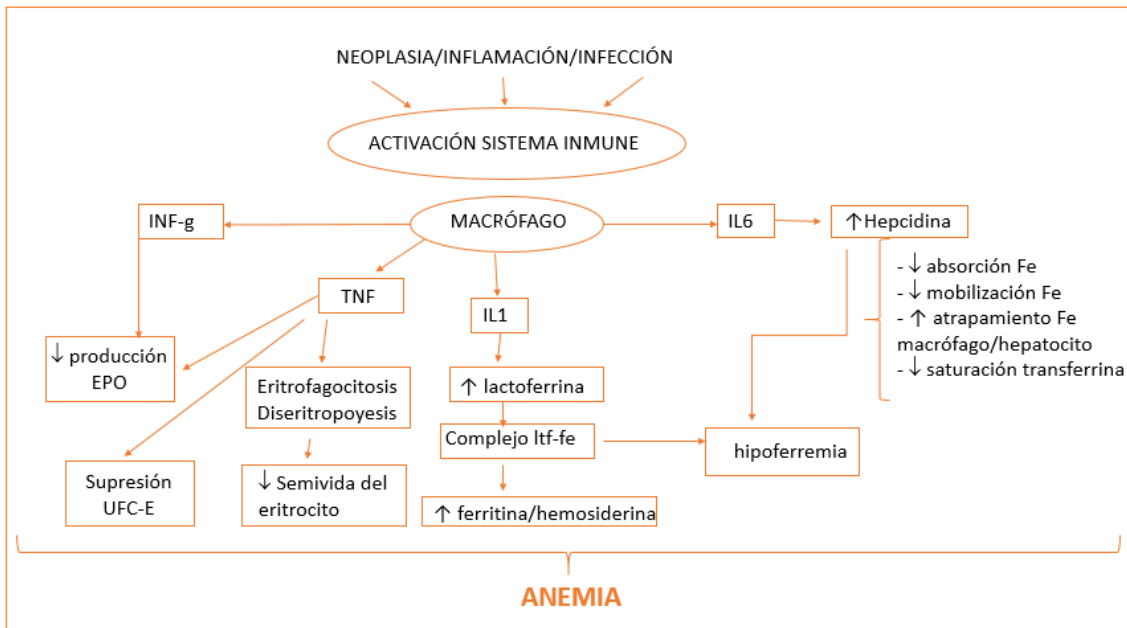 NEOPLASIA/INFLAMACIÓN/INFECCIÓN
ACTIVACIÓN SISTEMA INMUNE
INF-g
MACRÓFAGO
IL6
↑Hepcidina
- ↓ absorción Fe
- ↓ mobilización Fe
- ↑ atrapamiento Fe
macrófago/hepatocito
- ↓ saturación transferrina
TNF
IL1
↓ producción
EPO
Eritrofagocitosis
Diseritropoyesis
↑ lactoferrina
Complejo ltf-fe
hipoferremia
Supresión
UFC-E
↓ Semivida del
eritrocito
↑ ferritina/hemosiderina
ANEMIA